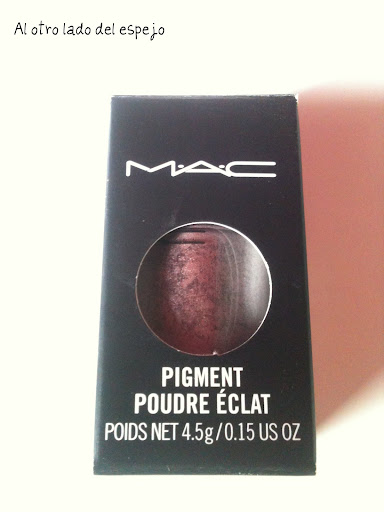 Al otro lado del espejo
M·A·C
PIGMENT
POUDRE ÉCLAT
POIDS NET 4.5g/0.15 US OZ